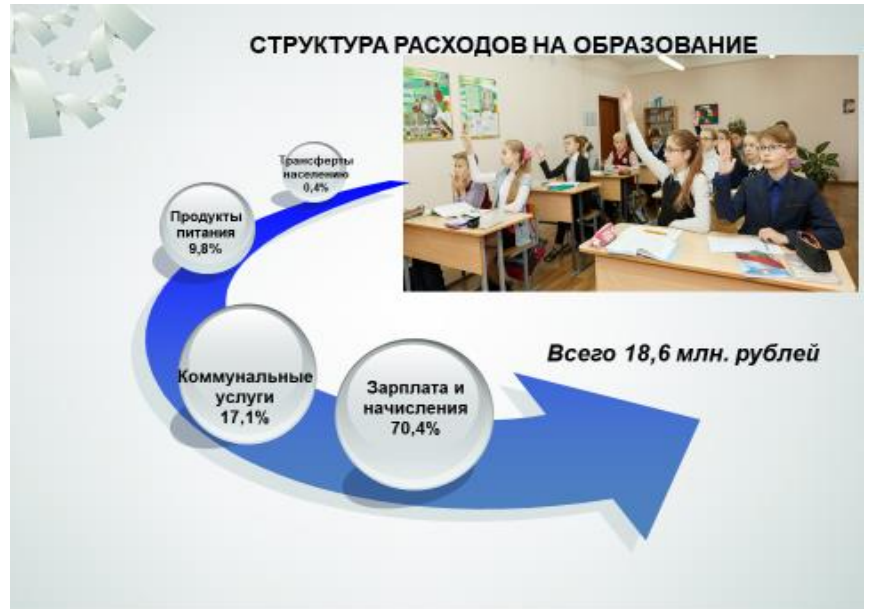 СТРУКТУРА РАСХОДОВ НА ОБРАЗОВАНИЕ
Трансферты
населению
0,4%
Продукты
питания
9,8%
Коммунальные
услуги
17,1%
Зарплата и
начисления
70,4%
Всего 18,6 млн. рублей